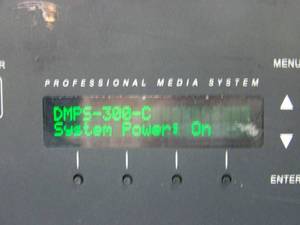 MENU
PROFESSIONAL MEDIA SYSTEM
DMPS-300-C
System Power: On
ENTER